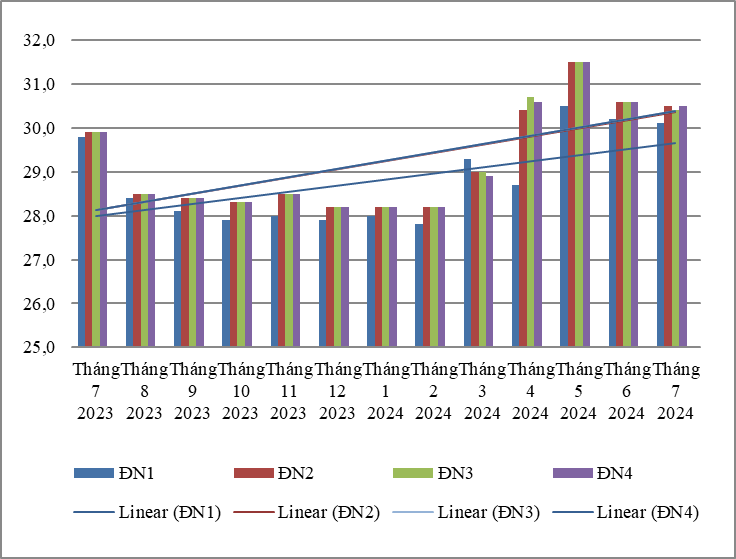 32,0
31,0
30,0
29,0
28,0
27,0
26,0
25,0
Tháng Tháng Tháng Tháng Tháng Tháng Tháng Tháng Tháng Tháng Tháng Tháng Tháng
7 8 9 10 11 12 1 2 3 4 5 6 7
2023 2023 2023 2023 2023 2023 2024 2024 2024 2024 2024 2024 2024
ĐN1 ĐN2 ĐN3 ĐN4
Linear (ĐN1) Linear (ĐN2) Linear (ĐN3) Linear (ĐN4)